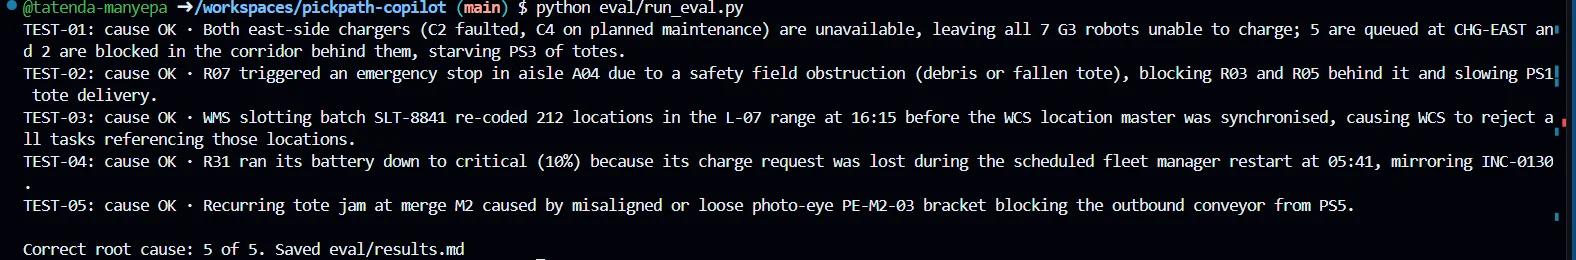 @tatenda-manyepa ➜/workspaces/pickpath-copilot (main) $ python eval/run_eval.py
TEST-01: cause OK · Both east-side chargers (C2 faulted, C4 on planned maintenance) are unavailable, leaving all 7 G3 robots unable to charge; 5 are queued at CHG-EAST an
d 2 are blocked in the corridor behind them, starving PS3 of totes.
TEST-02: cause OK · R07 triggered an emergency stop in aisle A04 due to a safety field obstruction (debris or fallen tote), blocking R03 and R05 behind it and slowing PS1
 tote delivery.
TEST-03: cause OK · WMS slotting batch SLT-8841 re-coded 212 locations in the L-07 range at 16:15 before the WCS location master was synchronised, causing WCS to reject a
ll tasks referencing those locations.
TEST-04: cause OK · R31 ran its battery down to critical (10%) because its charge request was lost during the scheduled fleet manager restart at 05:41, mirroring INC-0130
.
TEST-05: cause OK · Recurring tote jam at merge M2 caused by misaligned or loose photo-eye PE-M2-03 bracket blocking the outbound conveyor from PS5.

Correct root cause: 5 of 5. Saved eval/results.md